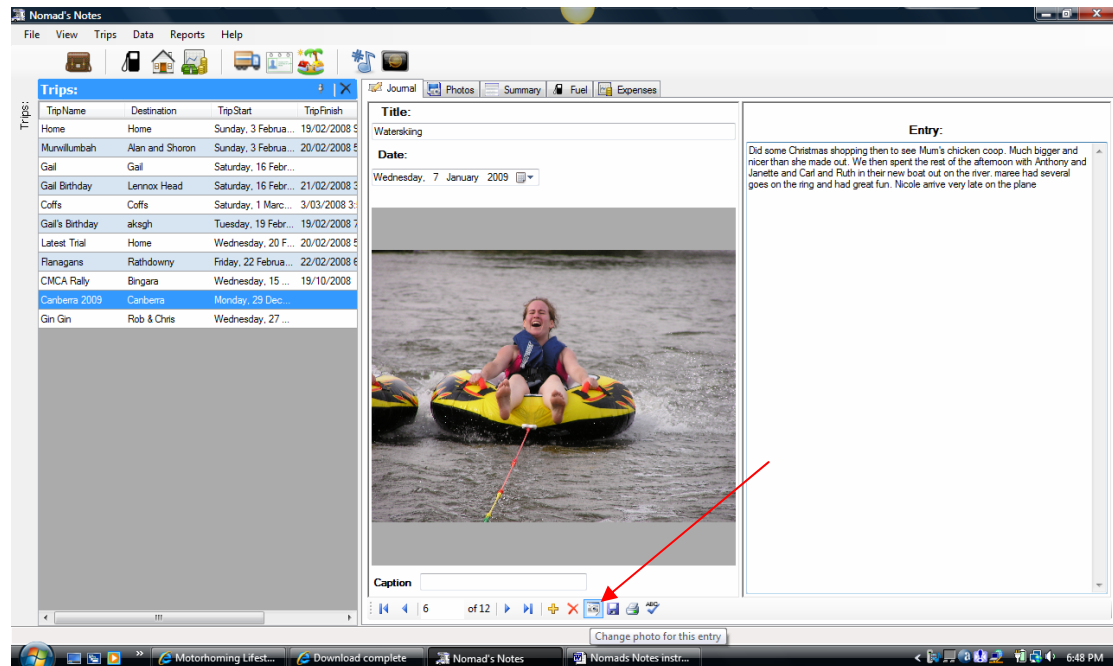 Nomad's Notes
File View Trips Data Reports Help
Trips:
Trips:
TripName Destination TripStart TripFinish
Home Home Sunday, 3 Februa... 19/02/2008 9
Murwillumbah Alan and Shoron Sunday, 3 Februa... 20/02/2008 5
Gail Gail Saturday, 16 Febr...
Gail Birthday Lennox Head Saturday, 16 Febr... 21/02/2008 3
Coffs Coffs Saturday, 1 Marc... 3/03/2008 3:
Gail's Birthday aksgh Tuesday, 19 Febr... 19/02/2008 7
Latest Trial Home Wednesday, 20 F... 20/02/2008 5
Flanagans Rathdowny Friday, 22 Februa... 22/02/2008 6
CMCA Rally Bingara Wednesday, 15 ... 19/10/2008
Canberra 2009 Canberra Monday, 29 Dec...
Gin Gin Rob & Chris Wednesday, 27 ...
Journal Photos Summary Fuel Expenses
Title:
Waterskiing
Date:
Wednesday, 7 January 2009
Caption
6 of 12
ABC
Change photo for this entry
Entry:
Did some Christmas shopping then to see Mum's chicken coop. Much bigger and
nicer than she made out. We then spent the rest of the afternoon with Anthony and
Janette and Carl and Ruth in their new boat out on the river. maree had several
goes on the ring and had great fun. Nicole arrive very late on the plane
Motorhoming Lifest... Download complete Nomad's Notes Nomads Notes instr... 6:48 PM